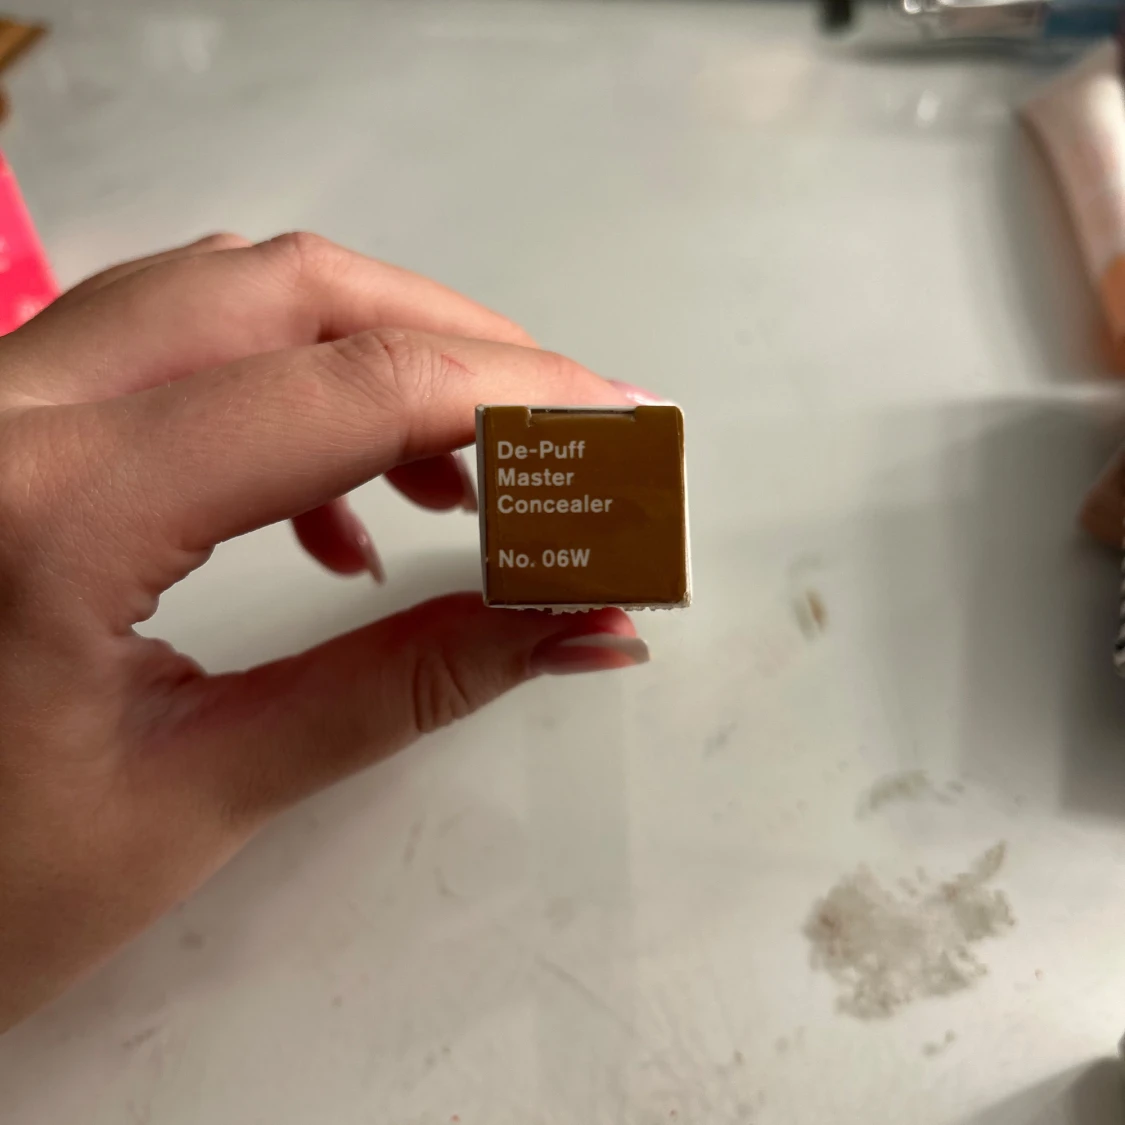 De-Puff
Master
Concealer
No. 06W